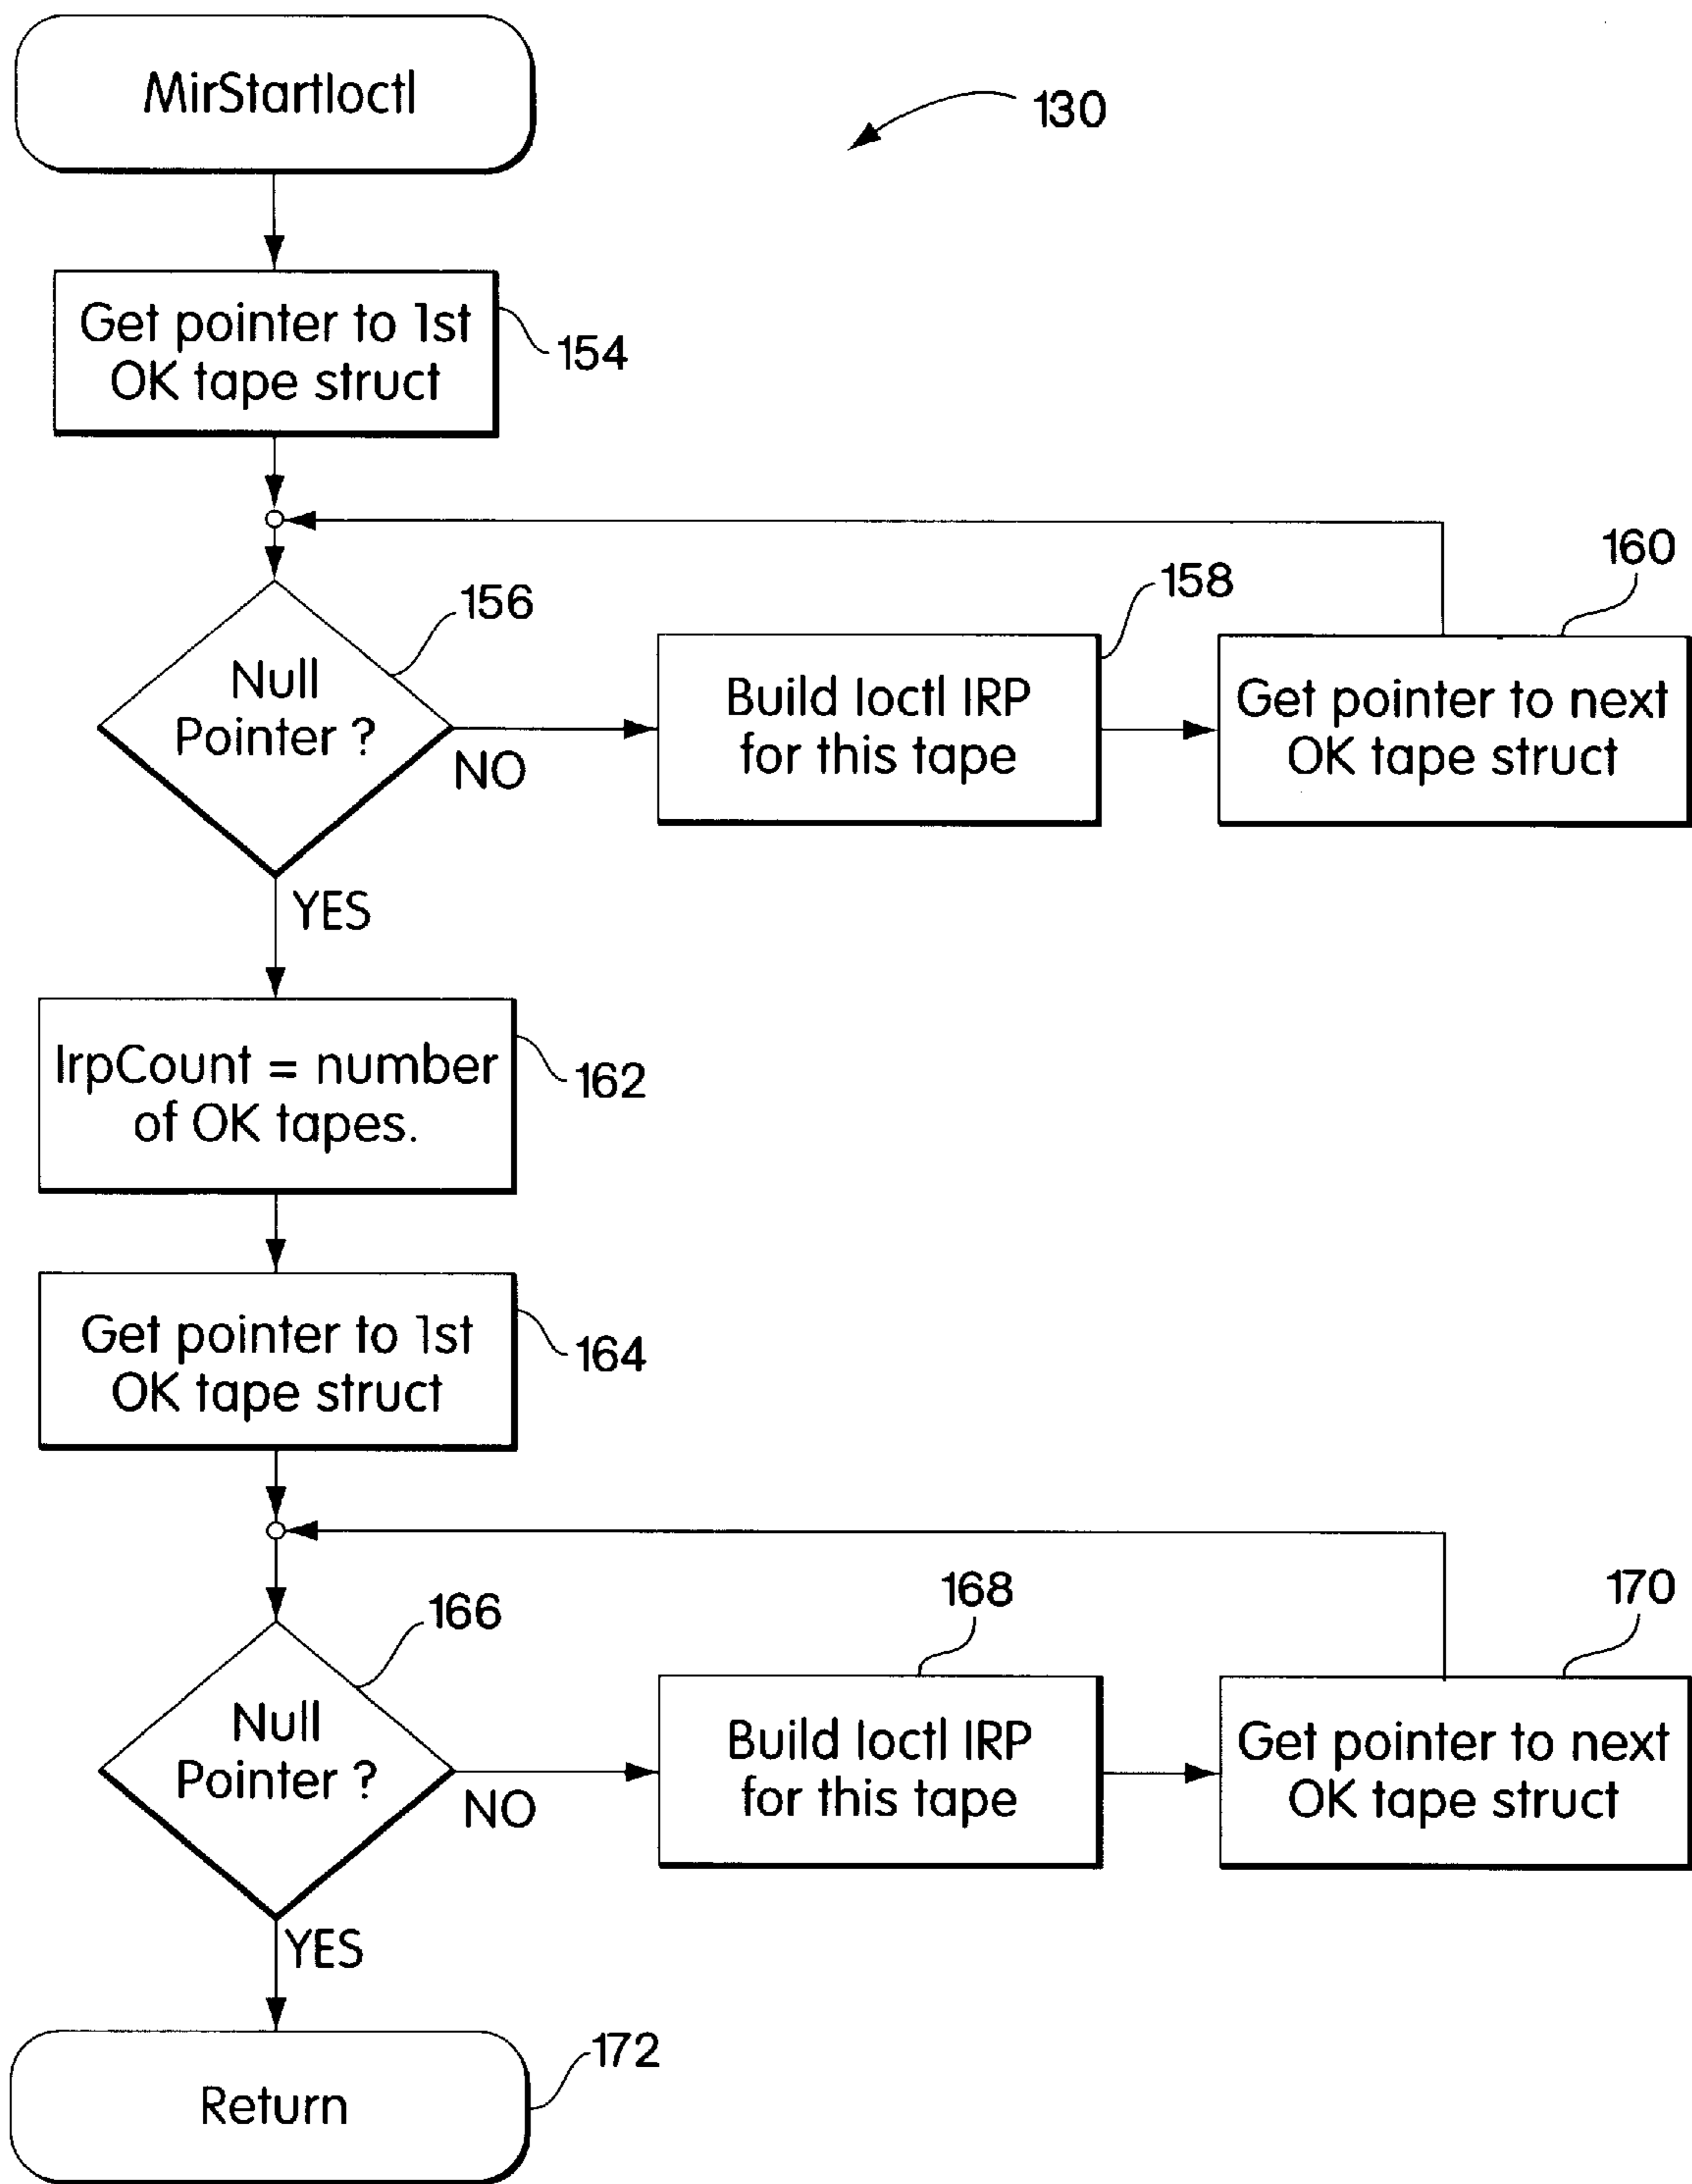 MirStartIoctl
130
Get pointer to 1st
OK tape struct
154
156
Null
Pointer ?
NO
YES
158
Build Ioctl IRP
for this tape
160
Get pointer to next
OK tape struct
IrpCount = number
of OK tapes.
162
Get pointer to 1st
OK tape struct
164
166
Null
Pointer ?
NO
YES
168
Build Ioctl IRP
for this tape
170
Get pointer to next
OK tape struct
Return
172